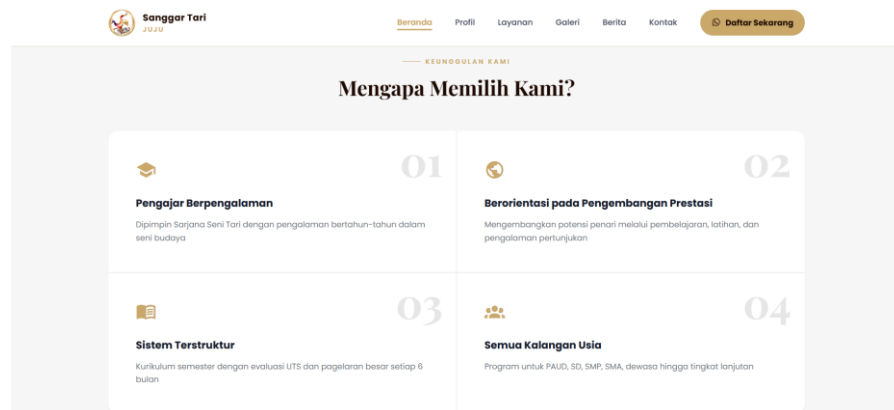 Sanggar Tari
JUJU
Beranda
Profil
Layanan
Galeri
Berita
Kontak
Daftar Sekarang
KEUNGGULAN KAMI
Mengapa Memilih Kami?
01
Pengajar Berpengalaman
Dipimpin Sarjana Seni Tari dengan pengalaman bertahun-tahun dalam
seni budaya
02
Berorientasi pada Pengembangan Prestasi
Mengembangkan potensi penari melalui pembelajaran, latihan, dan
pengalaman pertunjukan
03
Sistem Terstruktur
Kurikulum semester dengan evaluasi UTS dan pagelaran besar setiap 6
bulan
04
Semua Kalangan Usia
Program untuk PAUD, SD, SMP, SMA, dewasa hingga tingkat lanjutan